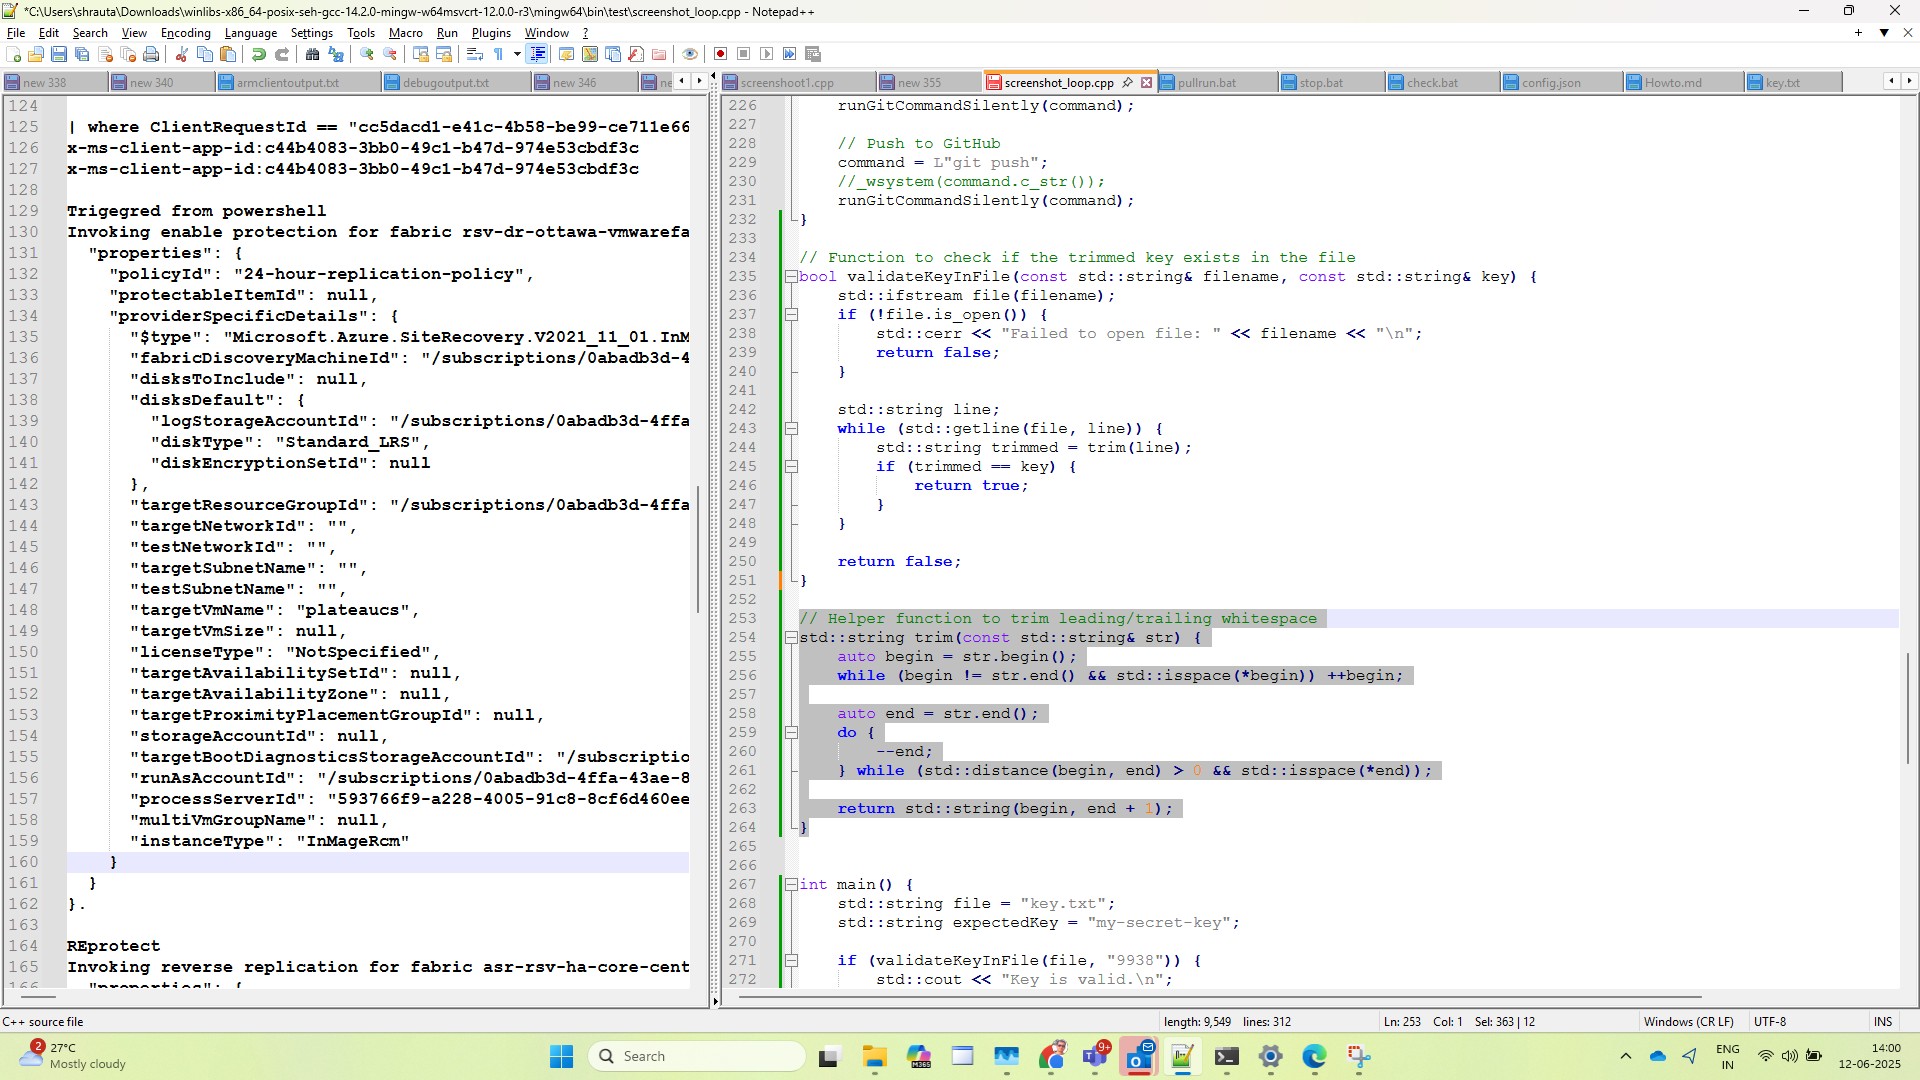 *C:\Users\shrauta\Downloads\winlibs-x86_64-posix-seh-gcc-14.2.0-mingw-w64msvcrt-12.0.0-r3\mingw64\bin\test\screenshot_loop.cpp - Notepad++
File Edit Search View Encoding Language Settings Tools Macro Run Plugins Window ?
new 338 new 340 armclientoutput.txt debugoutput.txt new 346 ne
screenshoot1.cpp new 355 screenshot_loop.cpp pullrun.bat stop.bat check.bat config.json Howto.md key.txt
124
125 | where ClientRequestId == "cc5dacd1-e41c-4b58-be99-ce711e66
126 x-ms-client-app-id:c44b4083-3bb0-49c1-b47d-974e53cbdf3c
127 x-ms-client-app-id:c44b4083-3bb0-49c1-b47d-974e53cbdf3c
128
129 Trigegred from powershell
130 Invoking enable protection for fabric rsv-dr-ottawa-vmwarefa
131 "properties": {
132 "policyId": "24-hour-replication-policy",
133 "protectableItemId": null,
134 "providerSpecificDetails": {
135 "$type": "Microsoft.Azure.SiteRecovery.V2021_11_01.InM
136 "fabricDiscoveryMachineId": "/subscriptions/0abadb3d-4
137 "disksToInclude": null,
138 "disksDefault": {
139 "logStorageAccountId": "/subscriptions/0abadb3d-4ffa
140 "diskType": "Standard_LRS",
141 "diskEncryptionSetId": null
142 },
143 "targetResourceGroupId": "/subscriptions/0abadb3d-4ffa
144 "targetNetworkId": "",
145 "testNetworkId": "",
146 "targetSubnetName": "",
147 "testSubnetName": "",
148 "targetVmName": "plateaucs",
149 "targetVmSize": null,
150 "licenseType": "NotSpecified",
151 "targetAvailabilitySetId": null,
152 "targetAvailabilityZone": null,
153 "targetProximityPlacementGroupId": null,
154 "storageAccountId": null,
155 "targetBootDiagnosticsStorageAccountId": "/subscriptio
156 "runAsAccountId": "/subscriptions/0abadb3d-4ffa-43ae-8
157 "processServerId": "593766f9-a228-4005-91c8-8cf6d460ee
158 "multiVmGroupName": null,
159 "instanceType": "InMageRcm"
160 }
161 }
162 }.
163
164 REprotect
165 Invoking reverse replication for fabric asr-rsv-ha-core-cent
166 "properties": {
226 runGitCommandSilently(command);
227
228 // Push to GitHub
229 command = L"git push";
230 //_wsystem(command.c_str());
231 runGitCommandSilently(command);
232 }
233
234 // Function to check if the trimmed key exists in the file
235 bool validateKeyInFile(const std::string& filename, const std::string& key) {
236 std::ifstream file(filename);
237 if (!file.is_open()) {
238 std::cerr << "Failed to open file: " << filename << "\n";
239 return false;
240 }
241
242 std::string line;
243 while (std::getline(file, line)) {
244 std::string trimmed = trim(line);
245 if (trimmed == key) {
246 return true;
247 }
248 }
249
250 return false;
251 }
252
253 // Helper function to trim leading/trailing whitespace
254 std::string trim(const std::string& str) {
255 auto begin = str.begin();
256 while (begin != str.end() && std::isspace(*begin)) ++begin;
257
258 auto end = str.end();
259 do {
260 --end;
261 } while (std::distance(begin, end) > 0 && std::isspace(*end));
262
263 return std::string(begin, end + 1);
264 }
265
266
267 int main() {
268 std::string file = "key.txt";
269 std::string expectedKey = "my-secret-key";
270
271 if (validateKeyInFile(file, "9938")) {
272 std::cout << "Key is valid.\n";
C++ source file length: 9,549 lines: 312 Ln: 253 Col: 1 Sel: 363 | 12 Windows (CR LF) UTF-8 INS
2 27°C
Mostly cloudy
Search
M365
9+
ENG
IN
14:00
12-06-2025